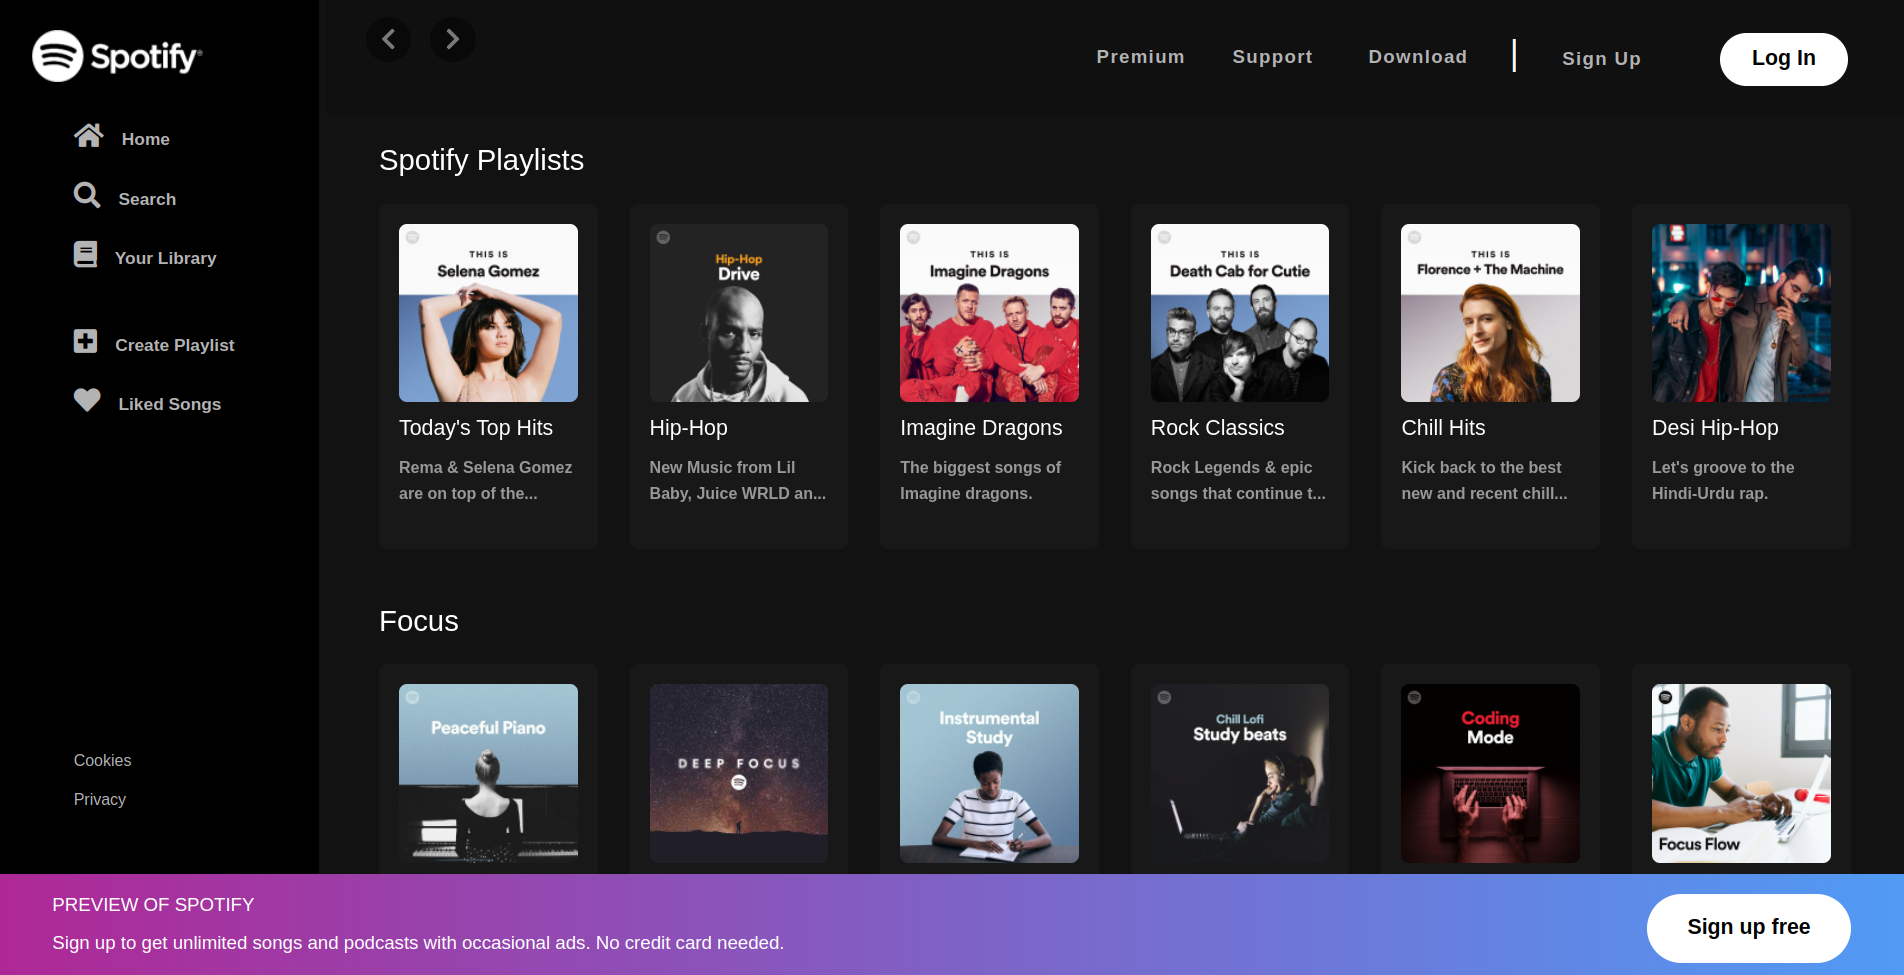 Spotify
Home
Search
Your Library
Create Playlist
Liked Songs
Cookies
Privacy
Premium
Support
Download
Sign Up
Log In
Spotify Playlists
THIS IS
Selena Gomez
Today's Top Hits
Rema & Selena Gomez
are on top of the...
Hip-Hop
Drive
Hip-Hop
New Music from Lil
Baby, Juice WRLD an...
THIS IS
Imagine Dragons
Imagine Dragons
The biggest songs of
Imagine dragons.
THIS IS
Death Cab for Cutie
Rock Classics
Rock Legends & epic
songs that continue t...
THIS IS
Florence + The Machine
Chill Hits
Kick back to the best
new and recent chill...
Desi Hip-Hop
Let's groove to the
Hindi-Urdu rap.
Focus
Peaceful Piano
DEEP FOCUS
Instrumental
Study
Chill Lofi
Study beats
Coding
Mode
Focus Flow
PREVIEW OF SPOTIFY
Sign up to get unlimited songs and podcasts with occasional ads. No credit card needed.
Sign up free